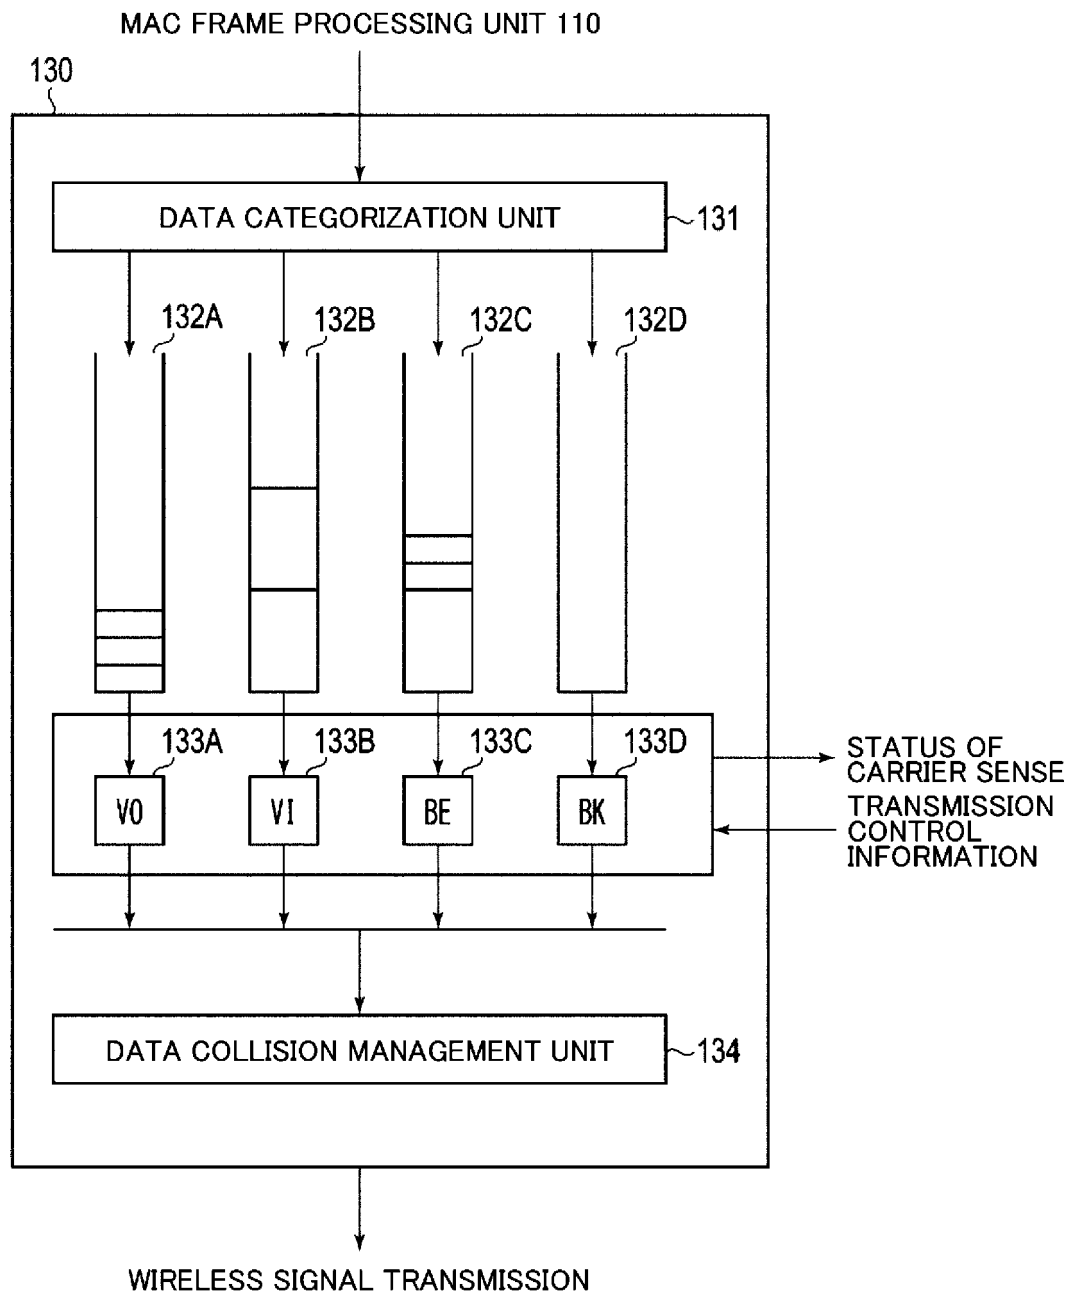 MAC FRAME PROCESSING UNIT 110
130
DATA CATEGORIZATION UNIT
131
132A
132B
132C
132D
133A
133B
133C
133D
VO
VI
BE
BK
STATUS OF
CARRIER SENSE
TRANSMISSION
CONTROL
INFORMATION
DATA COLLISION MANAGEMENT UNIT
134
WIRELESS SIGNAL TRANSMISSION